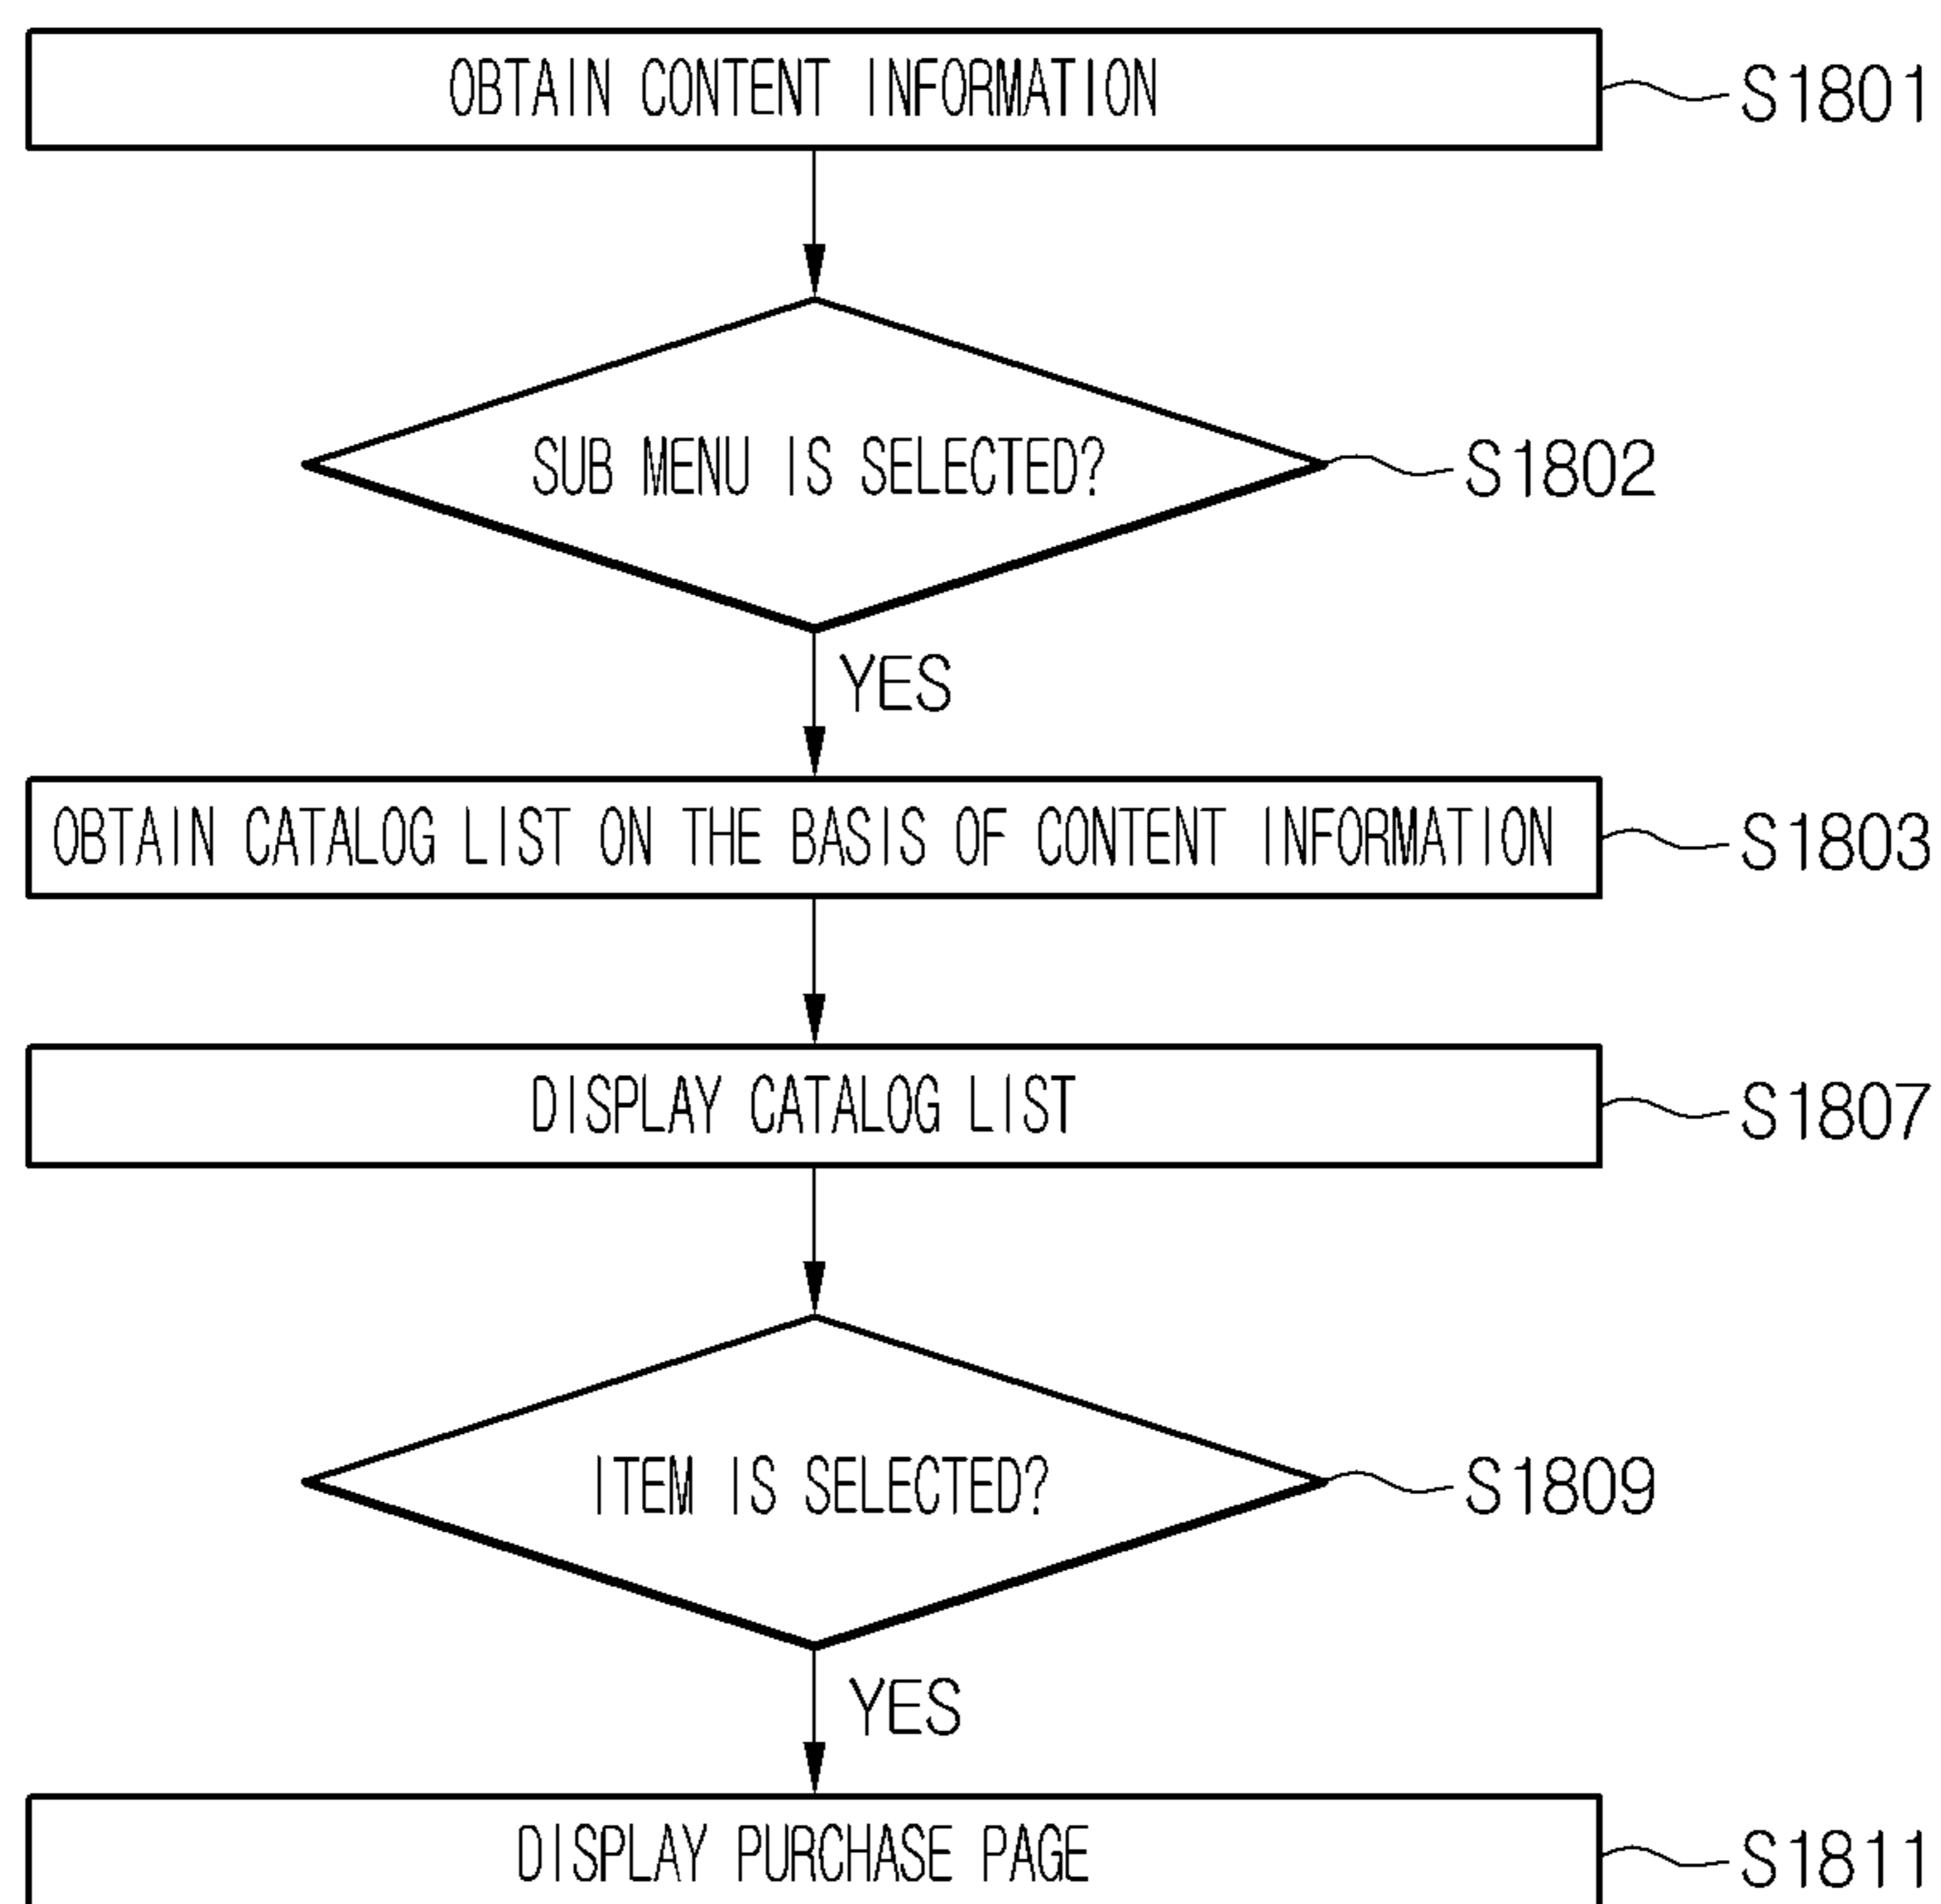 OBTAIN CONTENT INFORMATION
S1801
SUB MENU IS SELECTED?
S1802
YES
OBTAIN CATALOG LIST ON THE BASIS OF CONTENT INFORMATION
S1803
DISPLAY CATALOG LIST
S1807
ITEM IS SELECTED?
S1809
YES
DISPLAY PURCHASE PAGE
S1811